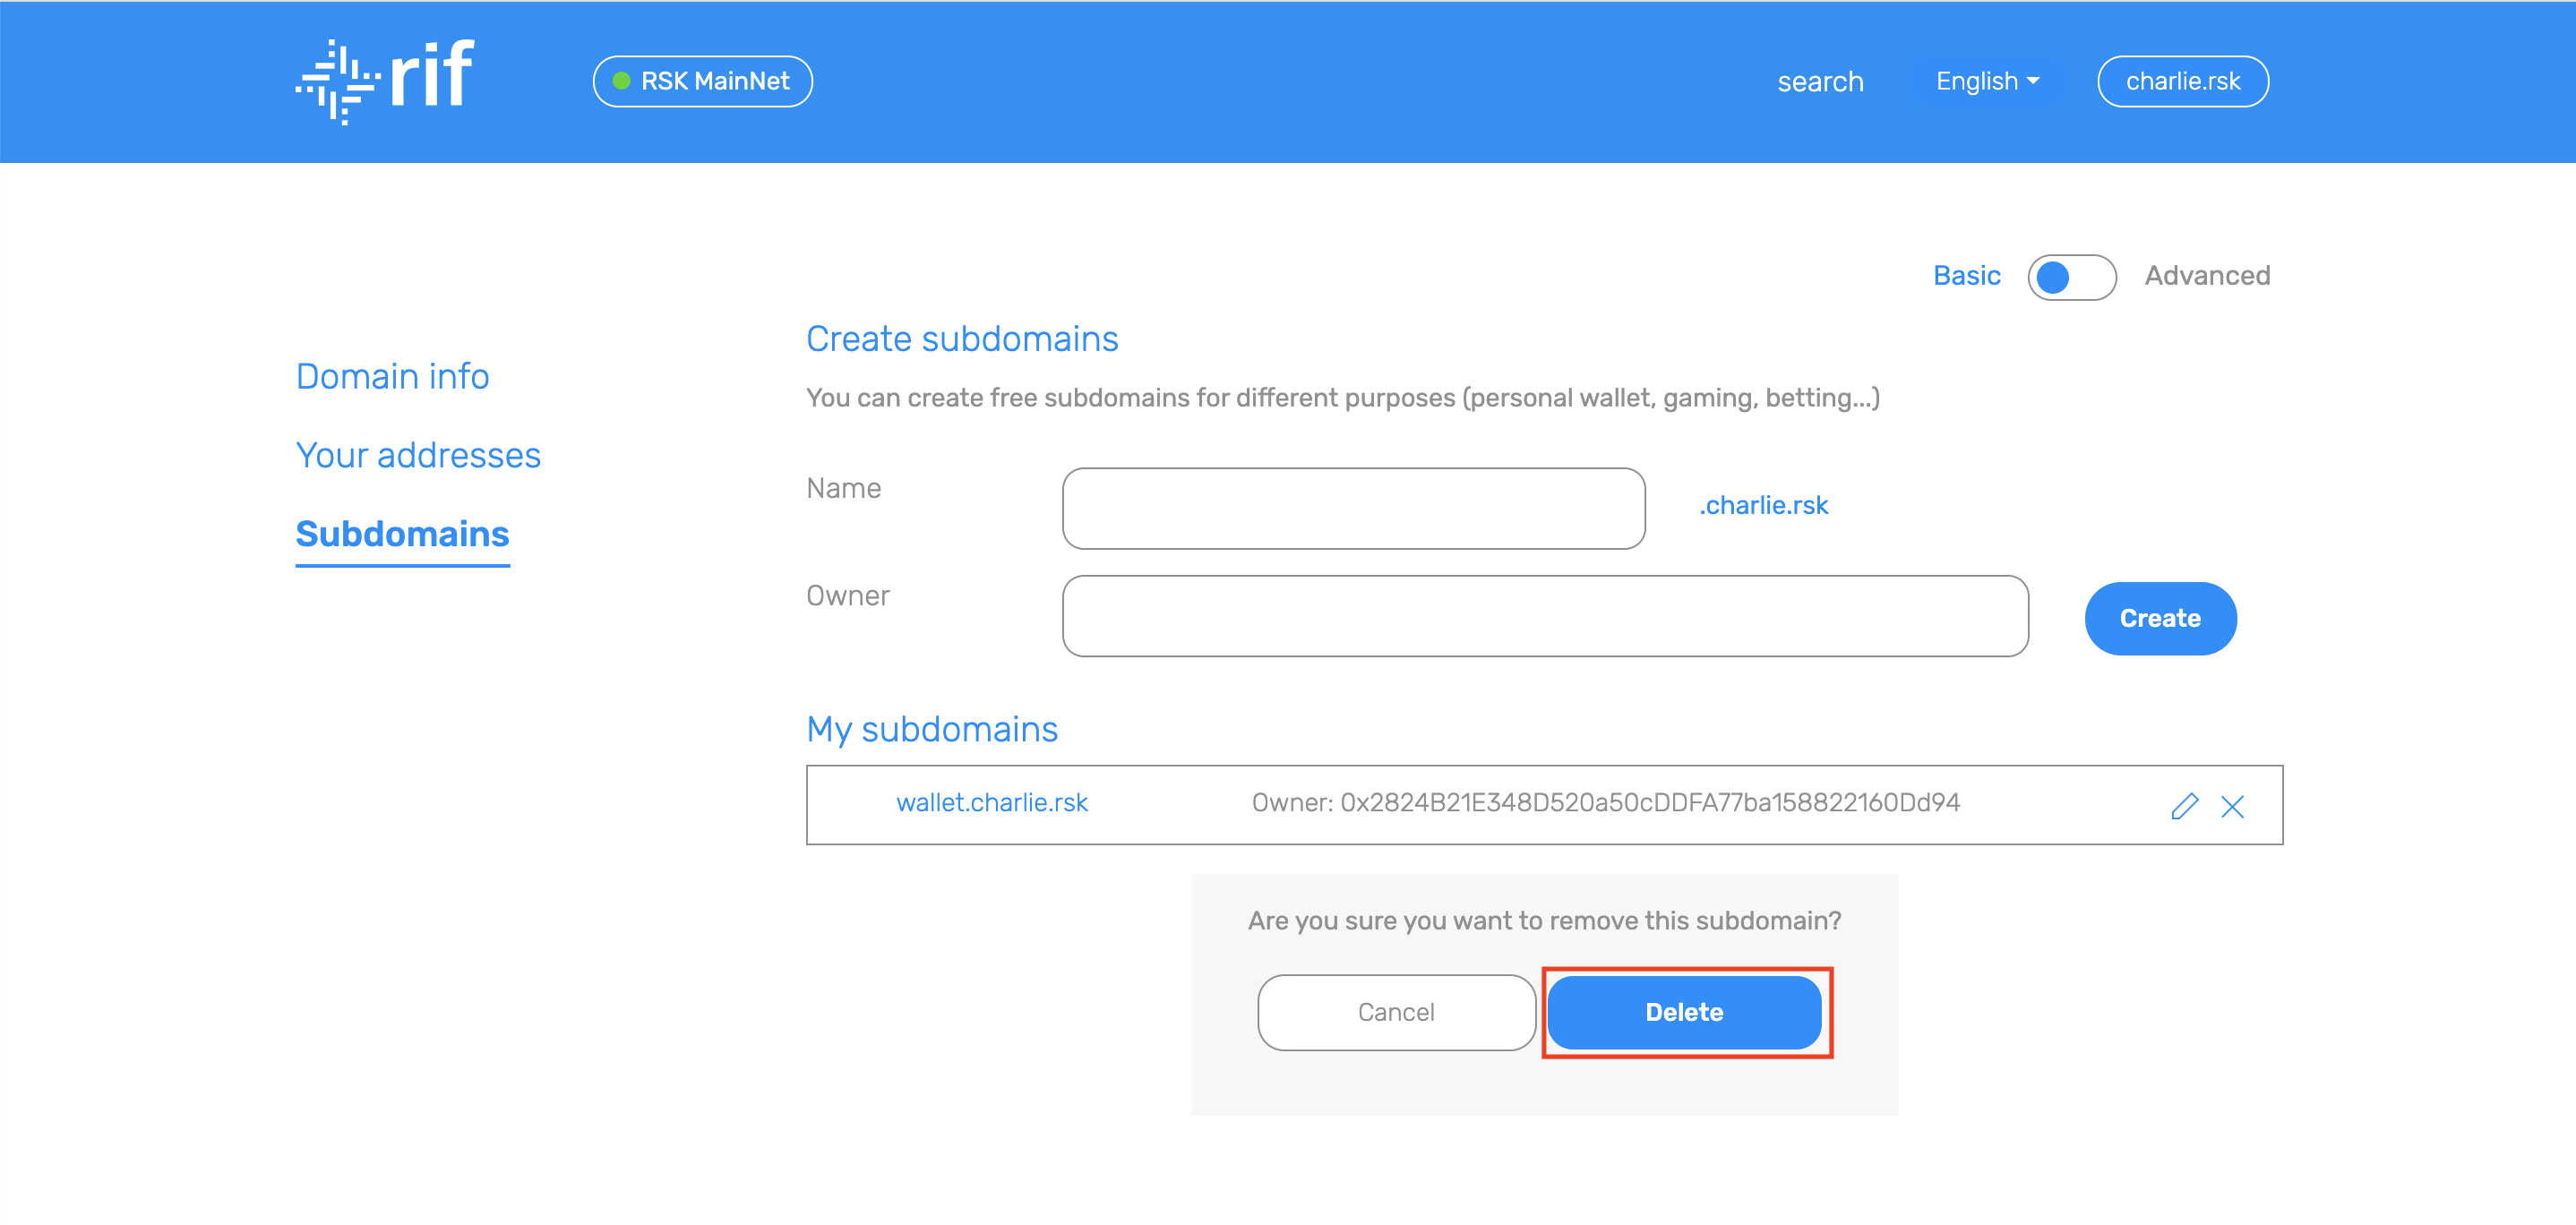 rif
RSK MainNet
search
English
charlie.rsk
Basic
Advanced
Domain info
Your addresses
Subdomains
Create subdomains
You can create free subdomains for different purposes (personal wallet, gaming, betting...)
Name
.charlie.rsk
Owner
Create
My subdomains
wallet.charlie.rsk
Owner: 0x2824B21E348D520a50cDDFA77ba158822160Dd94
Are you sure you want to remove this subdomain?
Cancel
Delete